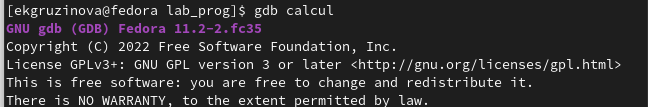 [ekgruzinova@fedora lab_prog]$ gdb calcul
GNU gdb (GDB) Fedora 11.2-2.fc35
Copyright (C) 2022 Free Software Foundation, Inc.
License GPLv3+: GNU GPL version 3 or later <http://gnu.org/licenses/gpl.html>
This is free software: you are free to change and redistribute it.
There is NO WARRANTY, to the extent permitted by law.